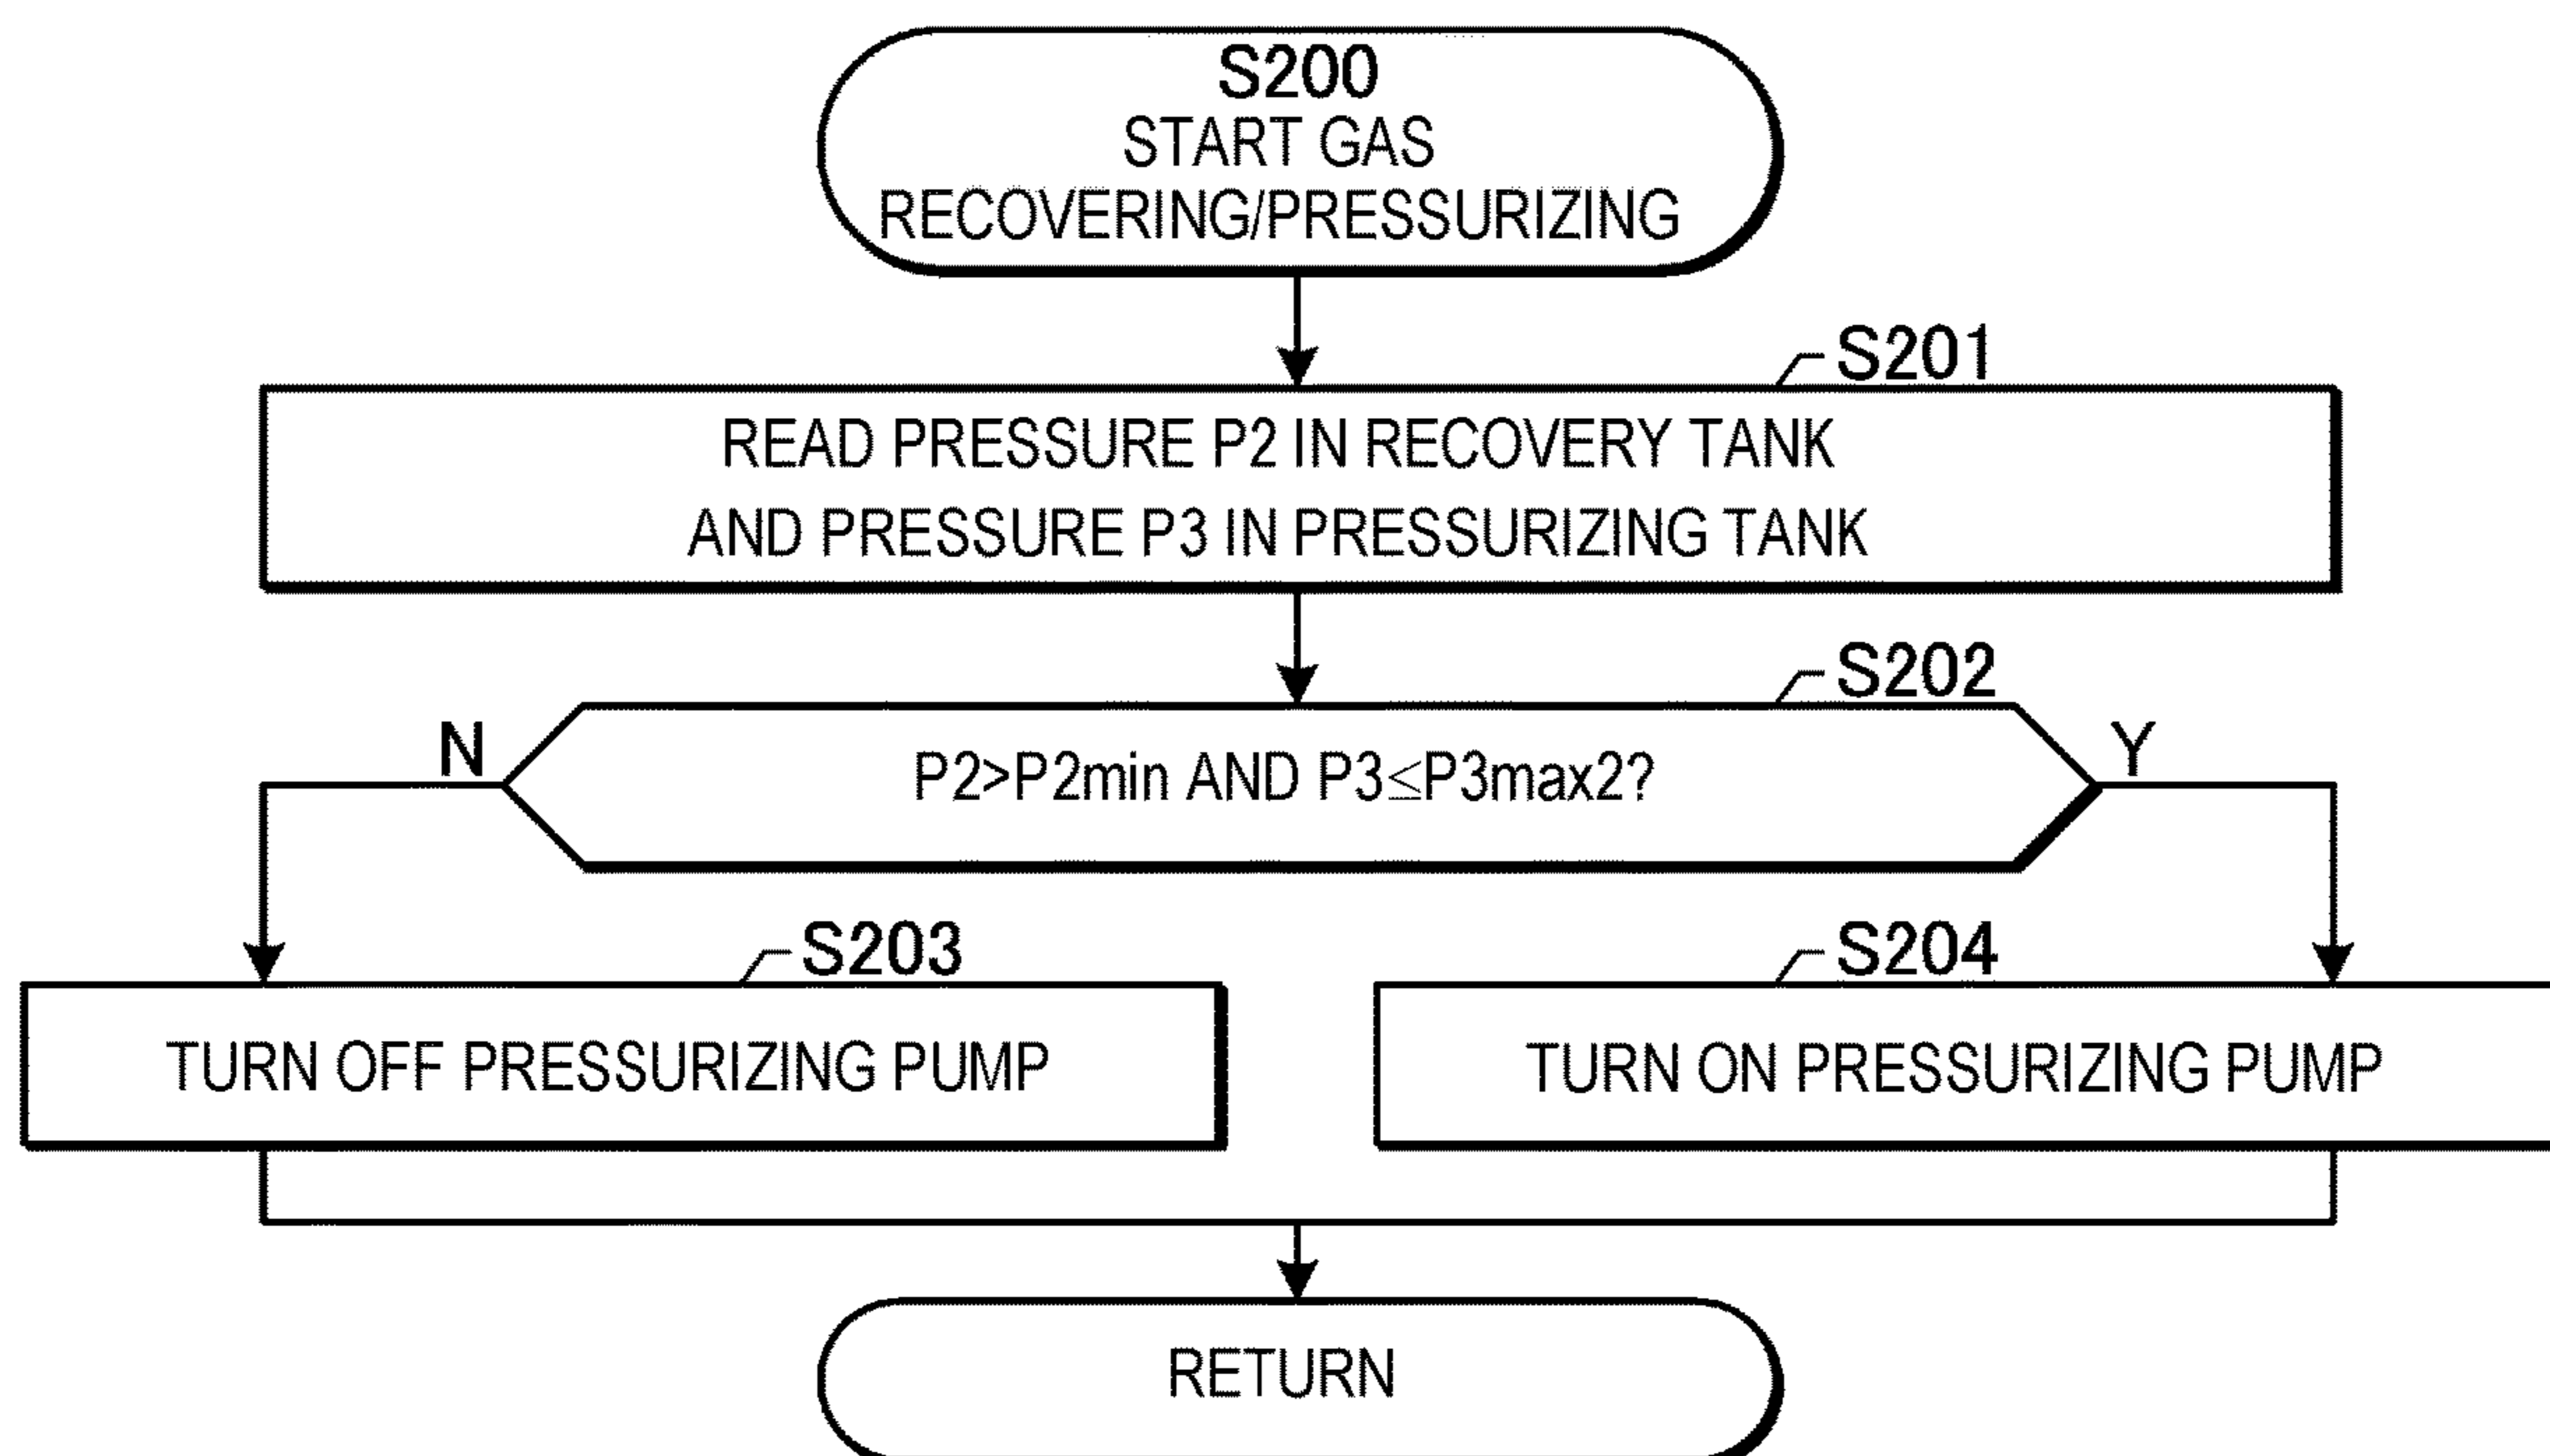 S200
START GAS
RECOVERING/PRESSURIZING
S201
READ PRESSURE P2 IN RECOVERY TANK
AND PRESSURE P3 IN PRESSURIZING TANK
S202
N
P2>P2min AND P3≤P3max2?
Y
S203
S204
TURN OFF PRESSURIZING PUMP
TURN ON PRESSURIZING PUMP
RETURN